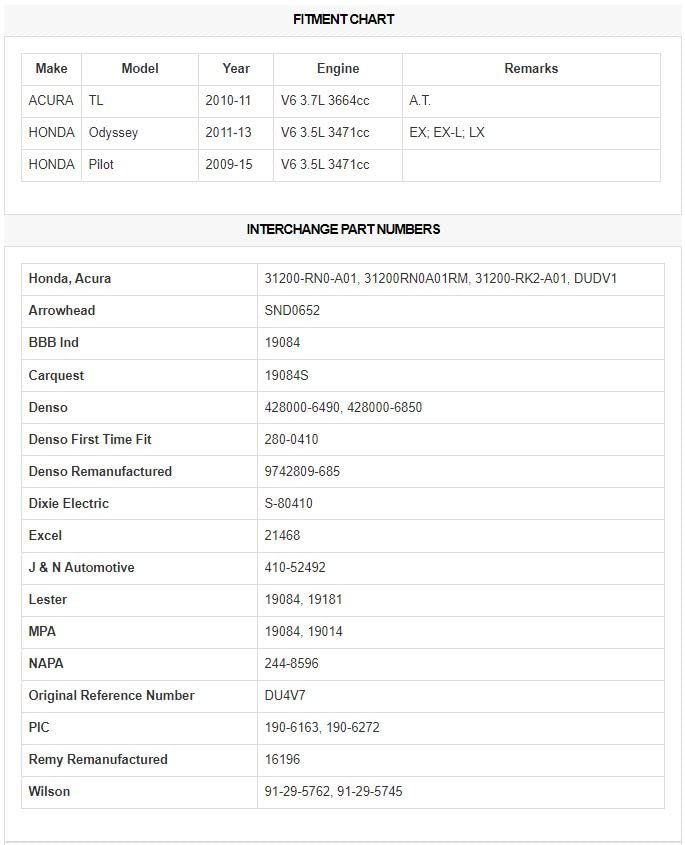 FITMENT CHART
Make Model Year Engine Remarks
ACURA TL 2010-11 V6 3.7L 3664cc A.T.
HONDA Odyssey 2011-13 V6 3.5L 3471cc EX; EX-L; LX
HONDA Pilot 2009-15 V6 3.5L 3471cc
INTERCHANGE PART NUMBERS
Honda, Acura 31200-RN0-A01, 31200RN0A01RM, 31200-RK2-A01, DUDV1
Arrowhead SND0652
BBB Ind 19084
Carquest 19084S
Denso 428000-6490, 428000-6850
Denso First Time Fit 280-0410
Denso Remanufactured 9742809-685
Dixie Electric S-80410
Excel 21468
J & N Automotive 410-52492
Lester 19084, 19181
MPA 19084, 19014
NAPA 244-8596
Original Reference Number DU4V7
PIC 190-6163, 190-6272
Remy Remanufactured 16196
Wilson 91-29-5762, 91-29-5745